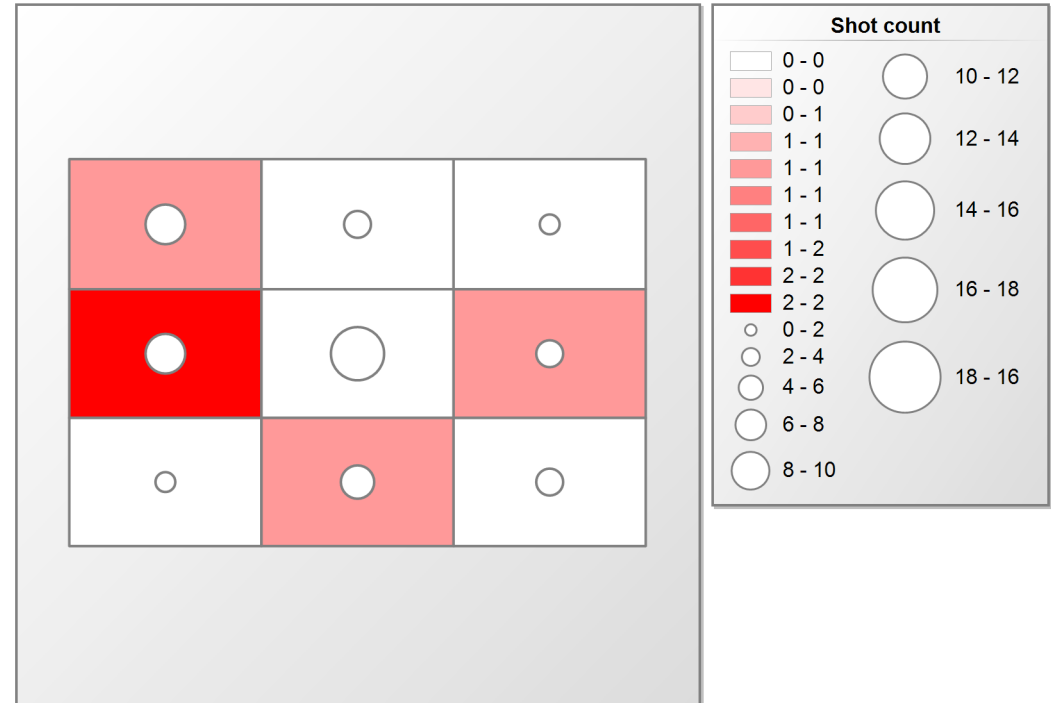 Shot count
0 - 0
0 - 0
0 - 1
1 - 1
1 - 1
1 - 1
1 - 1
1 - 2
2 - 2
2 - 2
0 - 2
2 - 4
4 - 6
6 - 8
8 - 10
10 - 12
12 - 14
14 - 16
16 - 18
18 - 16